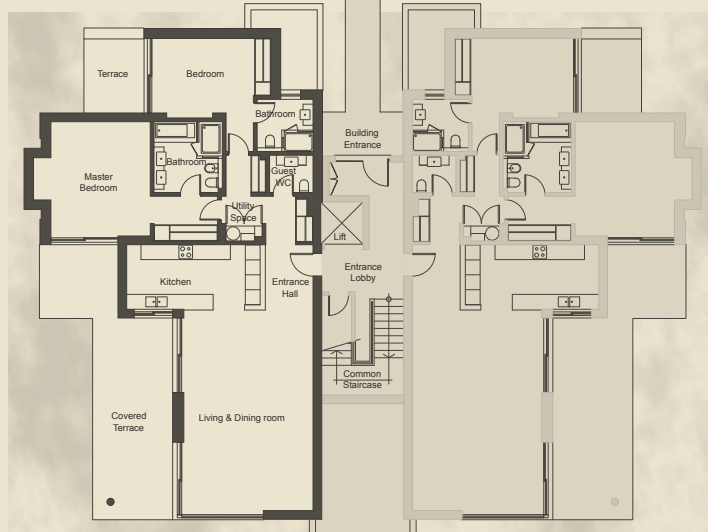 Terrace
Bedroom
Bathroom
Building
Entrance
Bathroom
Guest
WC
Master
Bedroom
Utility
Space
Lift
Kitchen
Entrance
Hall
Entrance
Lobby
Common
Staircase
Covered
Terrace
Living & Dining room